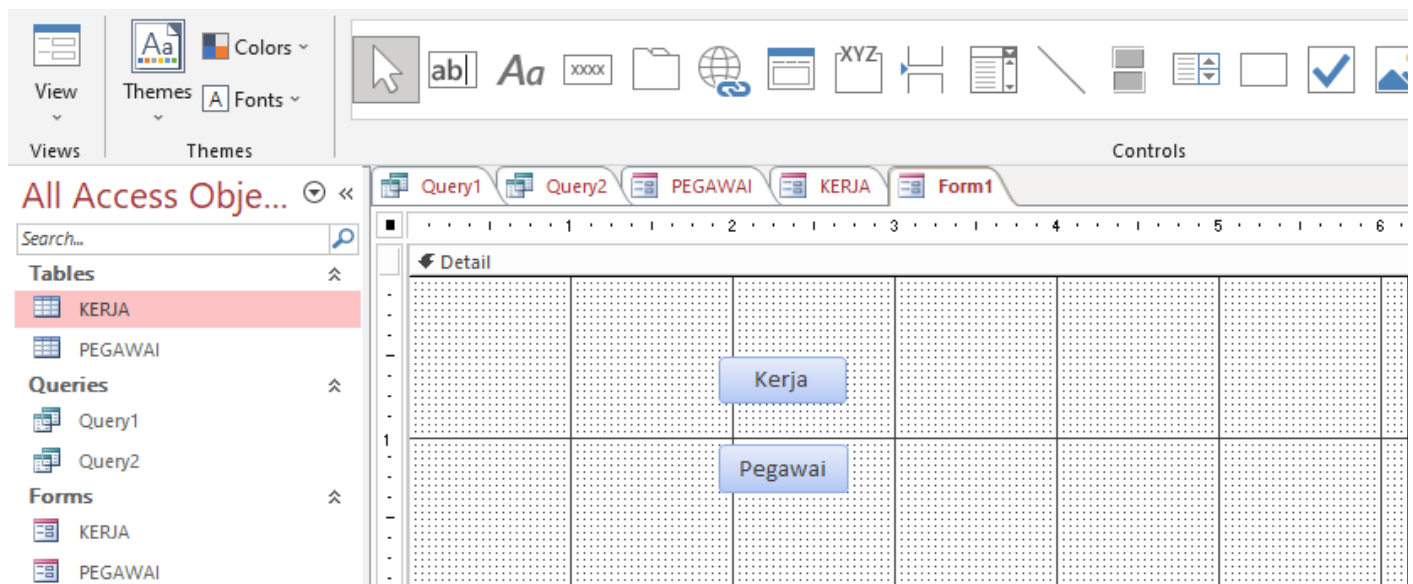 View
Views
Aa
Themes
Colors
A Fonts
Themes
ab
Aa
xxxx
XYZ
Controls
All Access Obje...
Search...
Tables
KERJA
PEGAWAI
Queries
Query1
Query2
Forms
KERJA
PEGAWAI
Query1 Query2 PEGAWAI KERJA Form1
1 2 3 4 5 6
Detail
1
Kerja
Pegawai